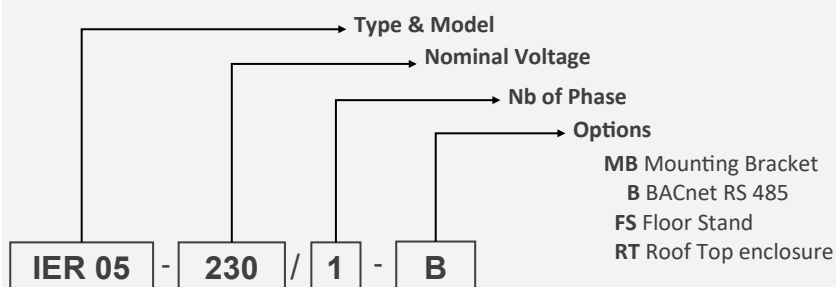 Type & Model
Nominal Voltage
Nb of Phase
Options
MB Mounting Bracket
B BACnet RS 485
FS Floor Stand
RT Roof Top enclosure
IER 05 - 230 / 1 - B